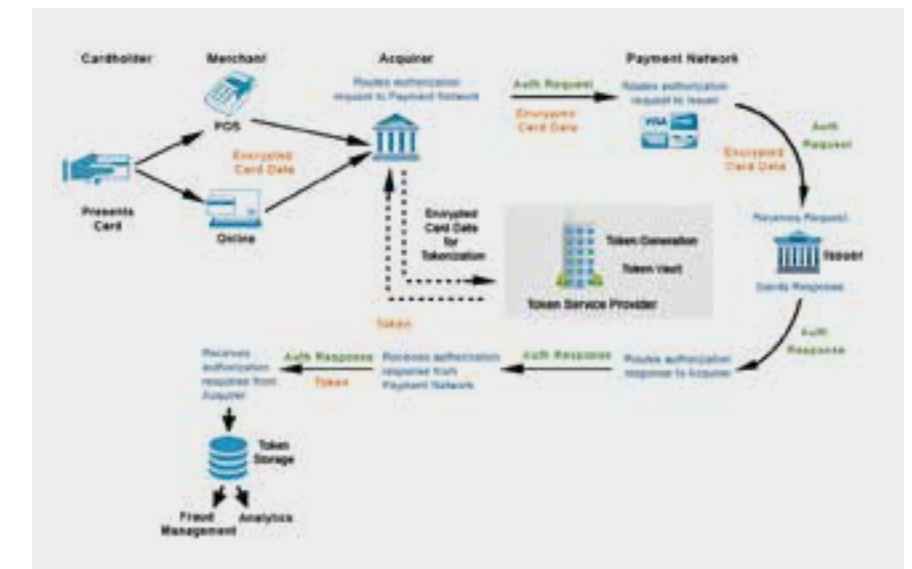 Cardholder
Merchant
Acquirer
Payment Network
Routes authorization
request to Payment Network
Auth Request
Encrypted
Card Data
Routes authorization
request to Issuer
VISA
POS
Encrypted
Card Data
Auth
Request
Encrypted
Card Data
Presents
Card
Online
Encrypted
Card Data
for
Tokenization
Token Generation
Token Vault
Token Service Provider
Receives Request
Issuer
Sends Response
Token
Auth
Response
Receives
authorization
response from
Acquirer
Auth Response
Token
Receives authorization
response from
Payment Network
Auth Response
Routes authorization
response to Acquirer
Token
Storage
Fraud
Management
Analytics